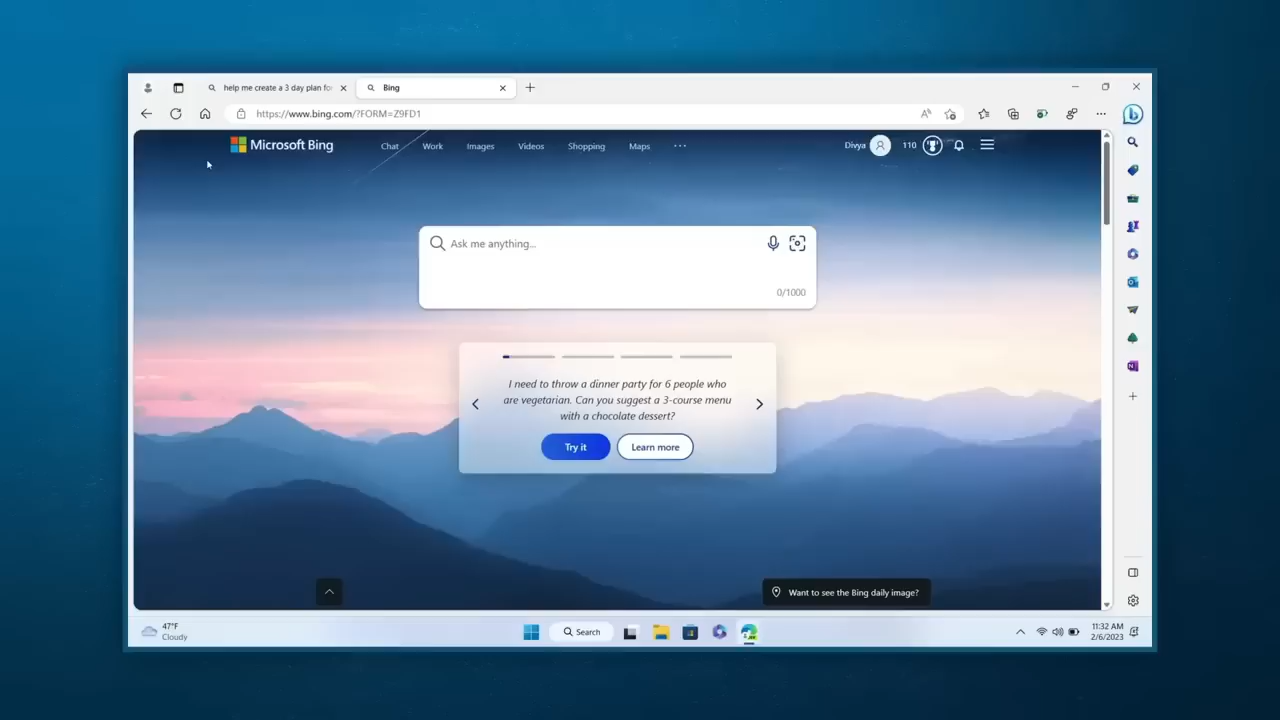 help me create a 3 day plan for
Bing
https://www.bing.com/?FORM=Z9FD1
Microsoft Bing
Chat
Work
Images
Videos
Shopping
Maps
Divya
110
Ask me anything...
0/1000
I need to throw a dinner party for 6 people who
are vegetarian. Can you suggest a 3-course menu
with a chocolate dessert?
Try it
Learn more
Want to see the Bing daily image?
47°F
Cloudy
Search
11:32 AM
2/6/2023